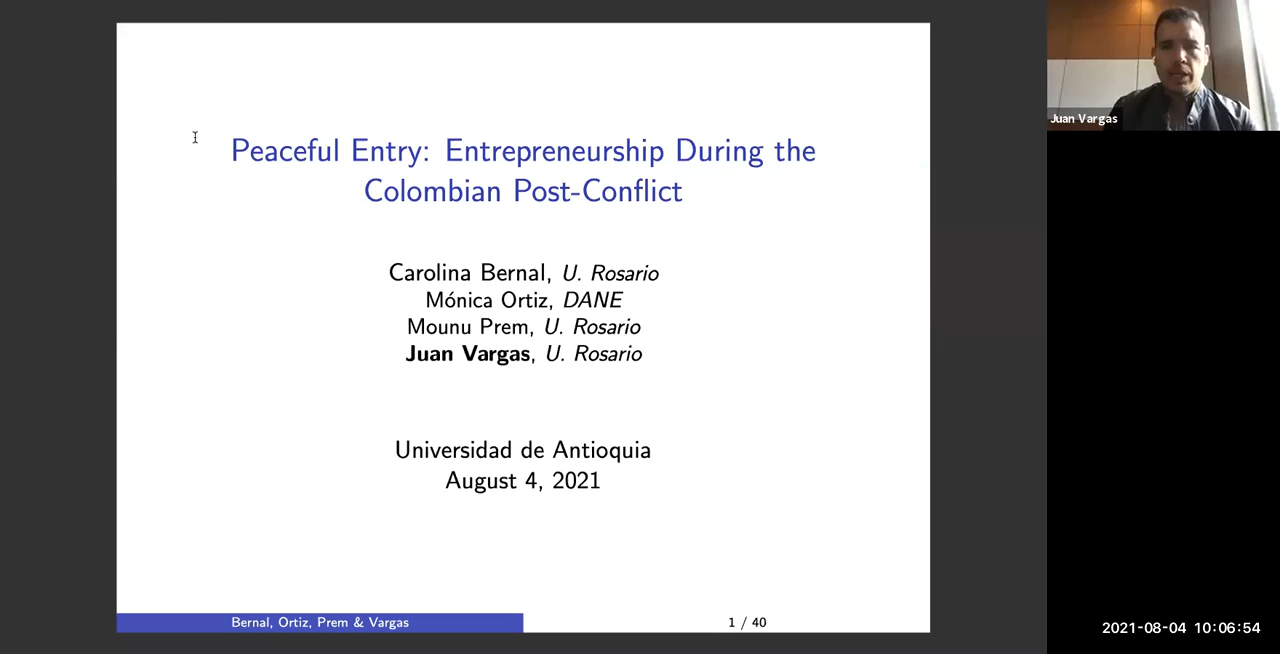 Peaceful Entry: Entrepreneurship During the
Colombian Post-Conflict
Carolina Bernal, U. Rosario
Mónica Ortiz, DANE
Mounu Prem, U. Rosario
Juan Vargas, U. Rosario
Universidad de Antioquia
August 4, 2021
Bernal, Ortiz, Prem & Vargas
1 / 40
Juan Vargas
2021-08-04 10:06:54